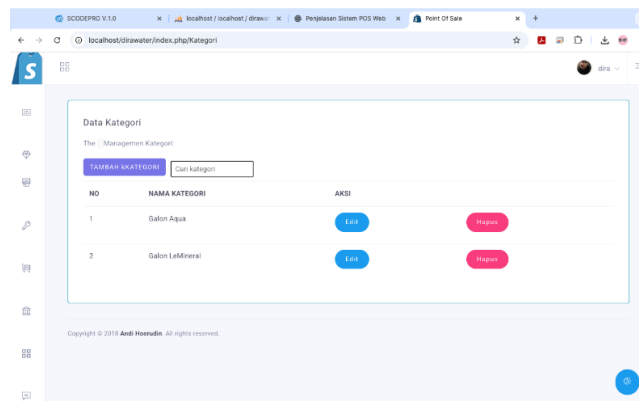 SCODEPRO V.1.0
localhost / localhost / dirawat
Penjelasan Sistem POS Web
Point Of Sale
localhost/dirawater/index.php/Kategori
S
dira
Data Kategori
The Managemen Kategori:
TAMBAH kKATEGORI
Cari kategori
NO NAMA KATEGORI AKSI
1 Galon Aqua Edit Hapus
2 Galon LeMineral Edit Hapus
Copyright © 2018 Andi Hoerudin. All rights reserved.